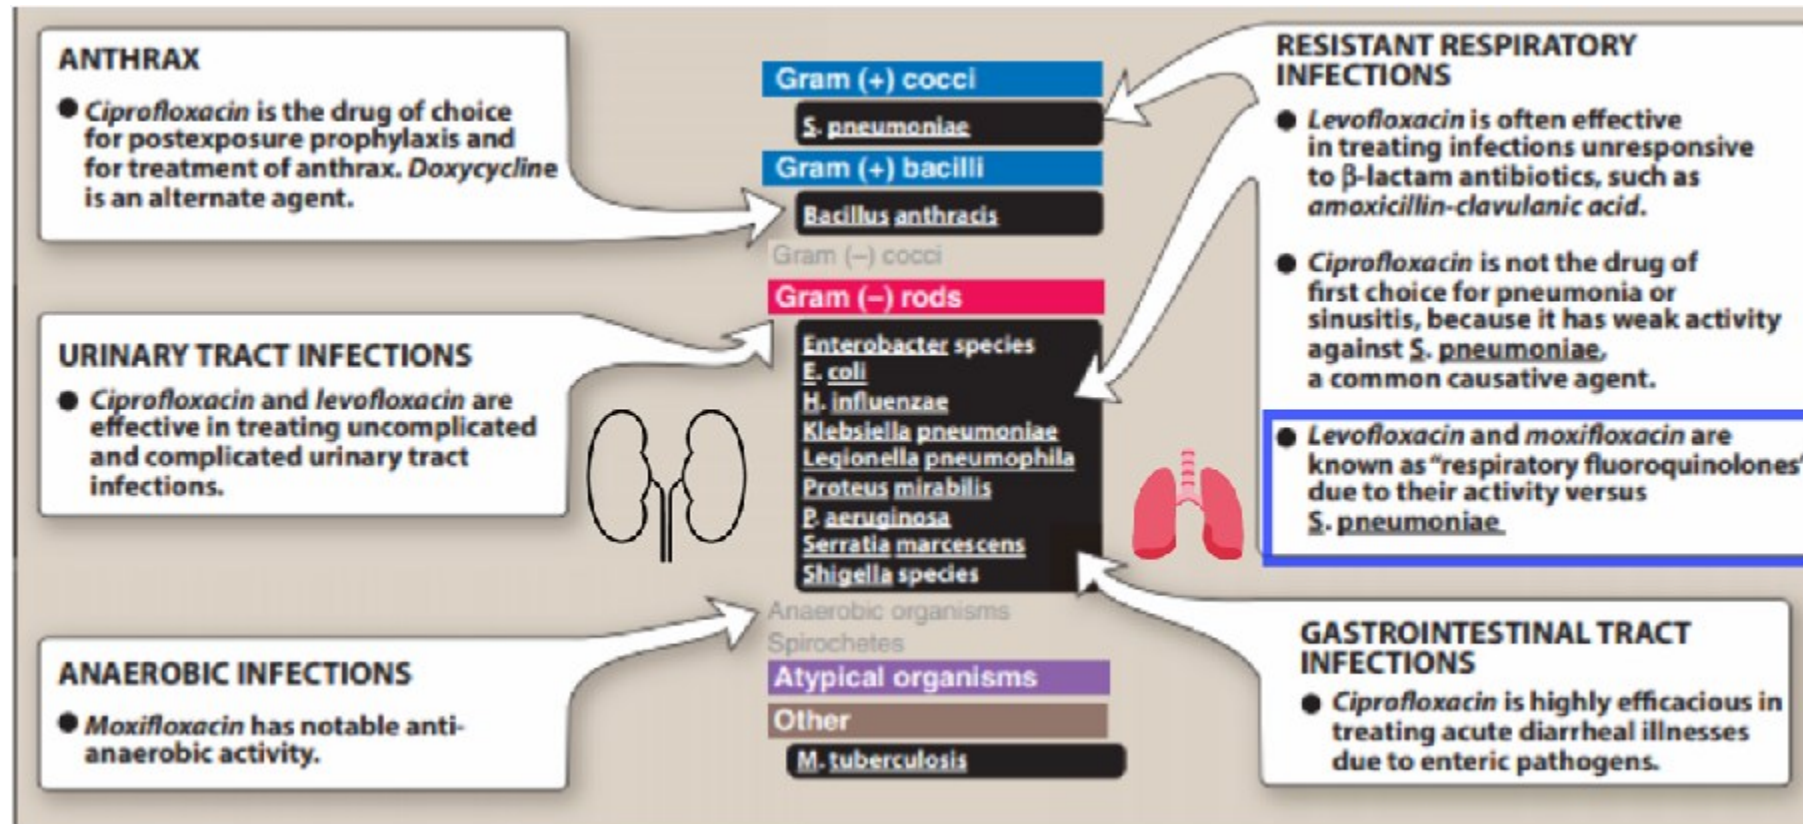 ANTHRAX
● Ciprofloxacin is the drug of choice
for postexposure prophylaxis and
for treatment of anthrax. Doxycycline
is an alternate agent.
URINARY TRACT INFECTIONS
● Ciprofloxacin and levofloxacin are
effective in treating uncomplicated
and complicated urinary tract
infections.
ANAEROBIC INFECTIONS
● Moxifloxacin has notable anti-
anaerobic activity.
Gram (+) cocci
S. pneumoniae
Gram (+) bacilli
Bacillus anthracis
Gram (–) cocci
Gram (–) rods
Enterobacter species
E. coli
H. influenzae
Klebsiella pneumoniae
Legionella pneumophila
Proteus mirabilis
P. aeruginosa
Serratia marcescens
Shigella species
Anaerobic organisms
Spirochetes
Atypical organisms
Other
M. tuberculosis
RESISTANT RESPIRATORY
INFECTIONS
● Levofloxacin is often effective
in treating infections unresponsive
to β-lactam antibiotics, such as
amoxicillin-clavulanic acid.
● Ciprofloxacin is not the drug of
first choice for pneumonia or
sinusitis, because it has weak activity
against S. pneumoniae,
a common causative agent.
● Levofloxacin and moxifloxacin are
known as “respiratory fluoroquinolones”
due to their activity versus
S. pneumoniae
GASTROINTESTINAL TRACT
INFECTIONS
● Ciprofloxacin is highly efficacious in
treating acute diarrheal illnesses
due to enteric pathogens.